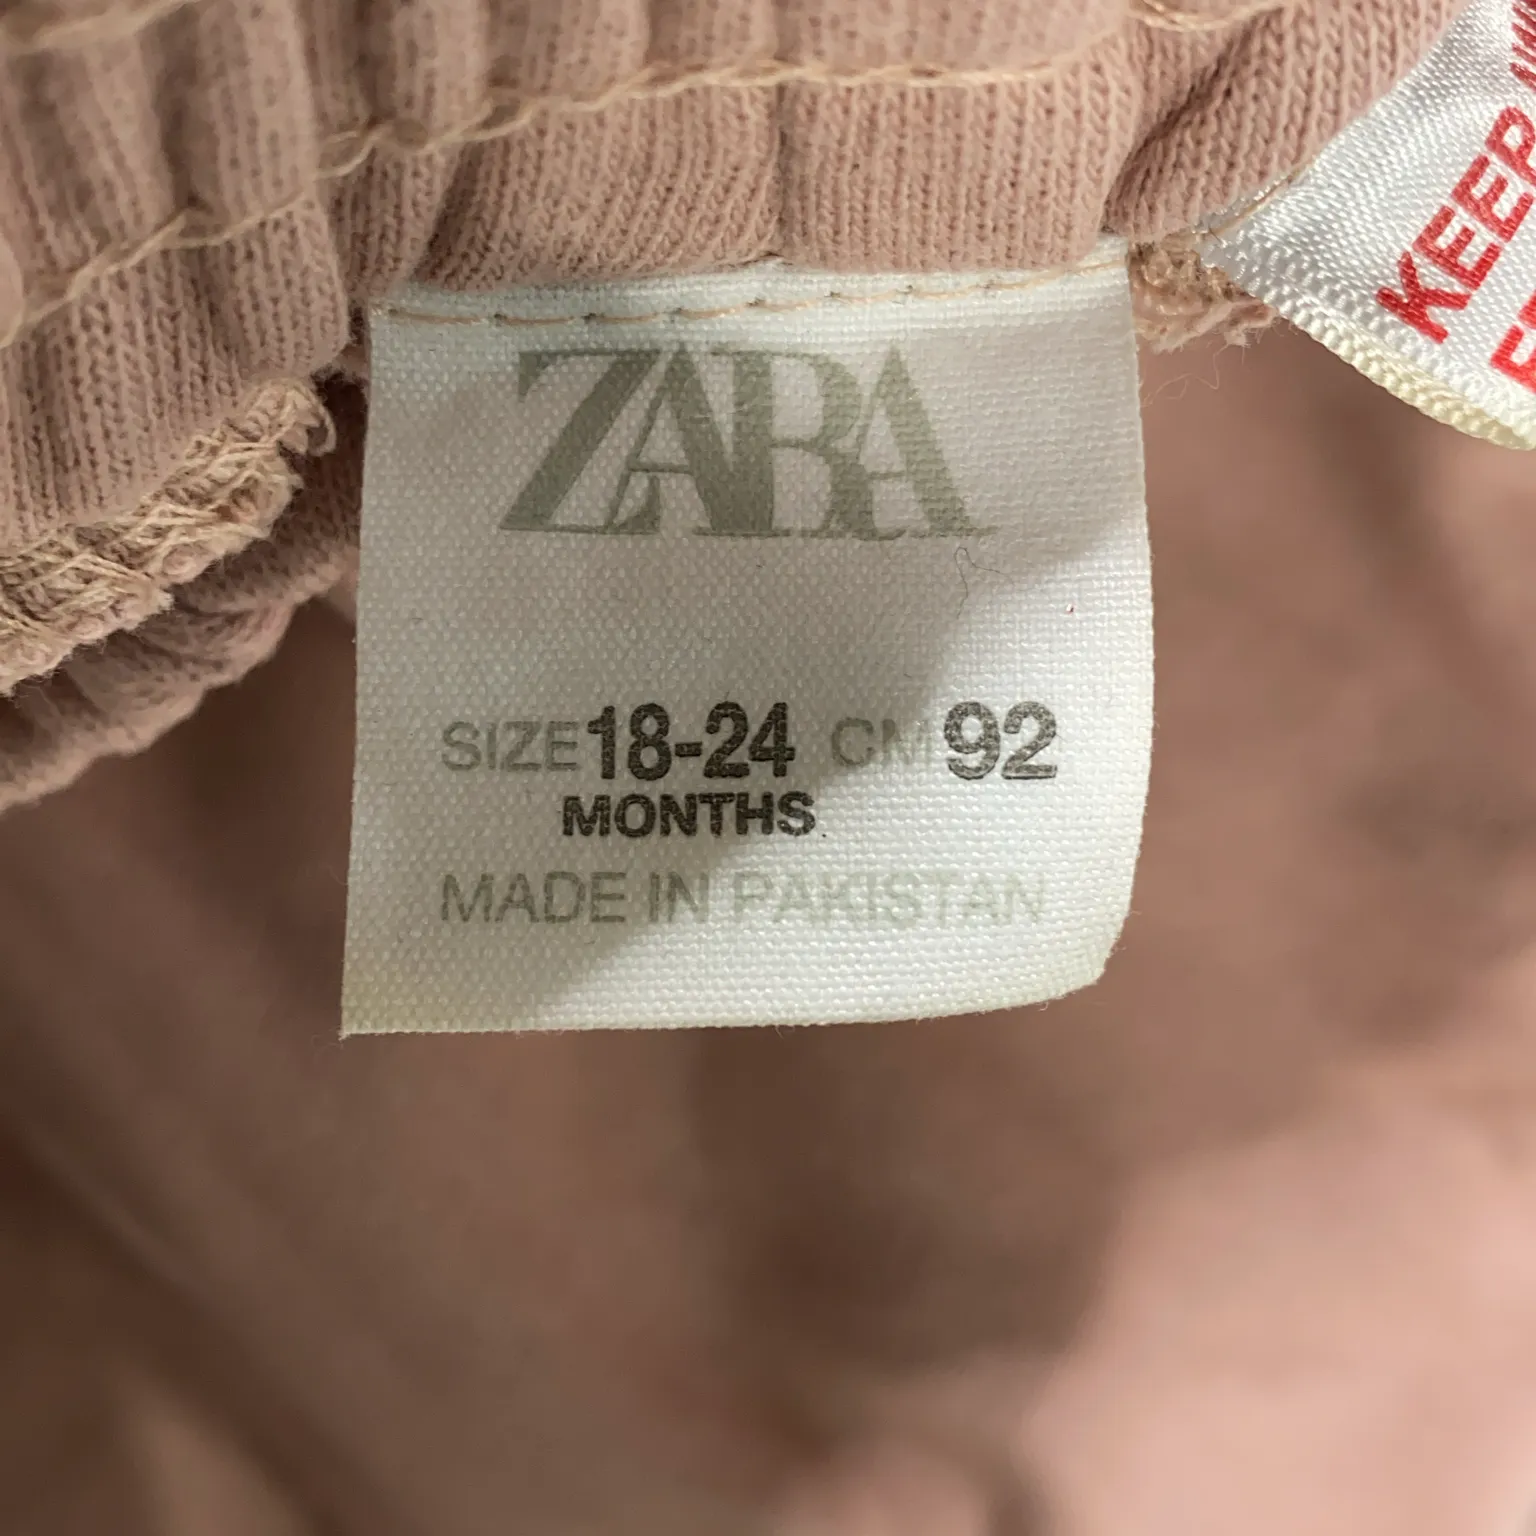 ZARA
SIZE 18-24 CM 92
MONTHS
MADE IN PAKISTAN
KEEP